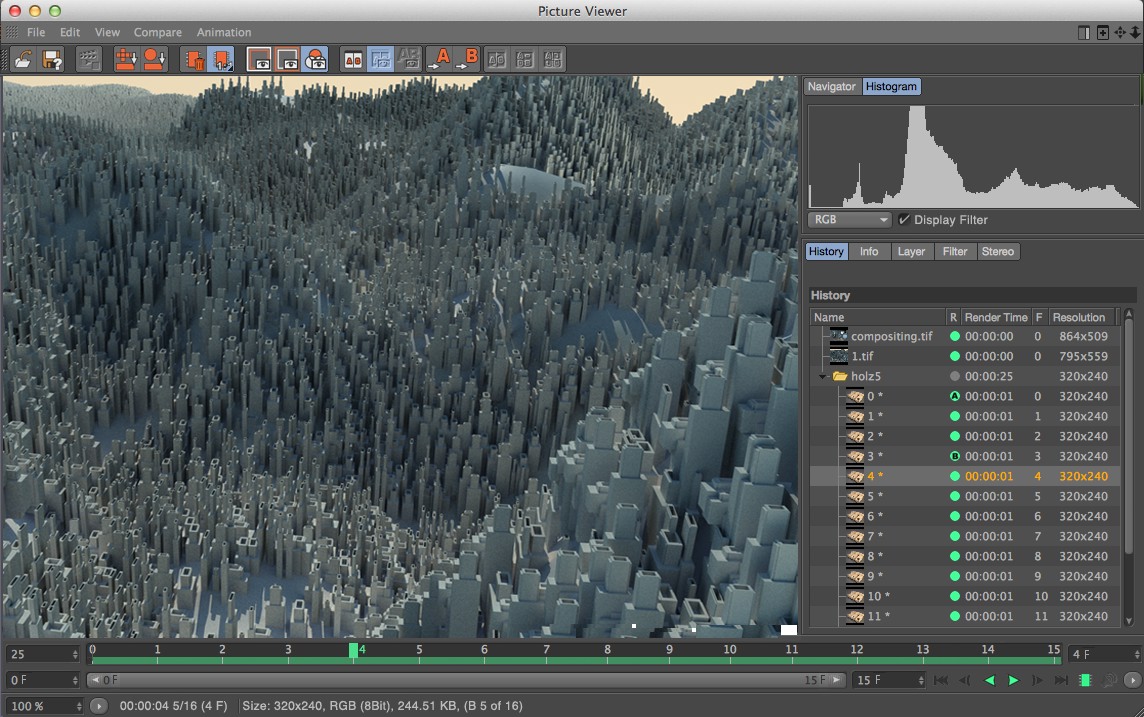 Picture Viewer
File Edit View Compare Animation
A B
Navigator Histogram
RGB Display Filter
History Info Layer Filter Stereo
History
Name R Render Time F Resolution
compositing.tif 00:00:00 0 864x509
1.tif 00:00:00 0 795x559
holz5 00:00:25 320x240
0 * A 00:00:01 0 320x240
1 * 00:00:01 1 320x240
2 * 00:00:01 2 320x240
3 * B 00:00:01 3 320x240
4 * 00:00:01 4 320x240
5 * 00:00:01 5 320x240
6 * 00:00:01 6 320x240
7 * 00:00:01 7 320x240
8 * 00:00:01 8 320x240
9 * 00:00:01 9 320x240
10 * 00:00:01 10 320x240
11 * 00:00:01 11 320x240
25 0 1 2 3 4 5 6 7 8 9 10 11 12 13 14 15 4 F
0 F 0 F 15 F 15 F
100 % 00:00:04 5/16 (4 F) Size: 320x240, RGB (8Bit), 244.51 KB, (B 5 of 16)